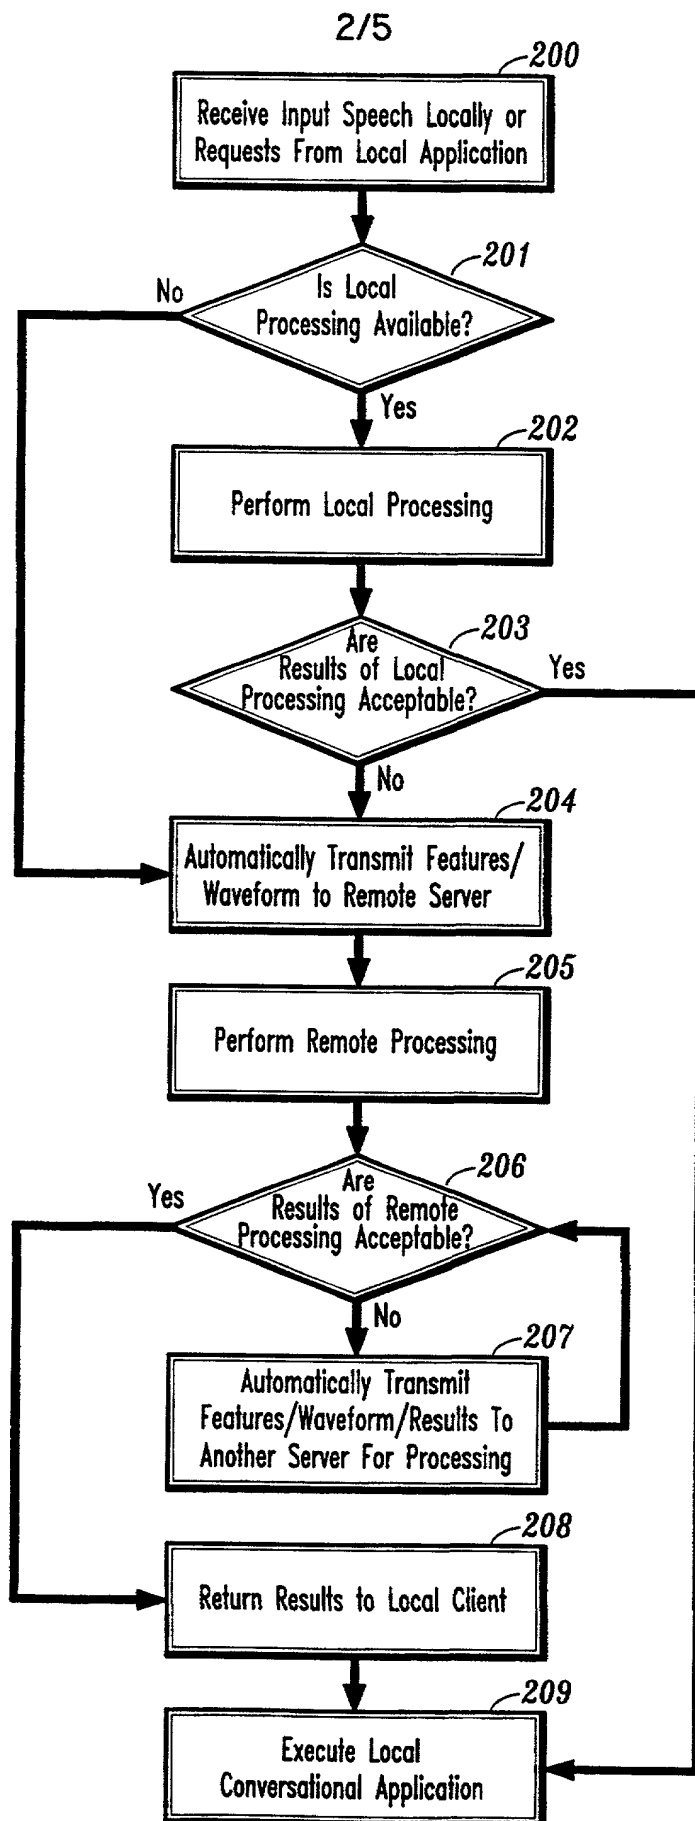 2/5
200
Receive Input Speech Locally or
Requests From Local Application
201
No
Is Local
Processing Available?
Yes
202
Perform Local Processing
203
Are
Results of Local
Processing Acceptable?
Yes
No
204
Automatically Transmit Features/
Waveform to Remote Server
205
Perform Remote Processing
206
Yes
Are
Results of Remote
Processing Acceptable?
No
207
Automatically Transmit
Features/Waveform/Results To
Another Server For Processing
208
Return Results to Local Client
209
Execute Local
Conversational Application